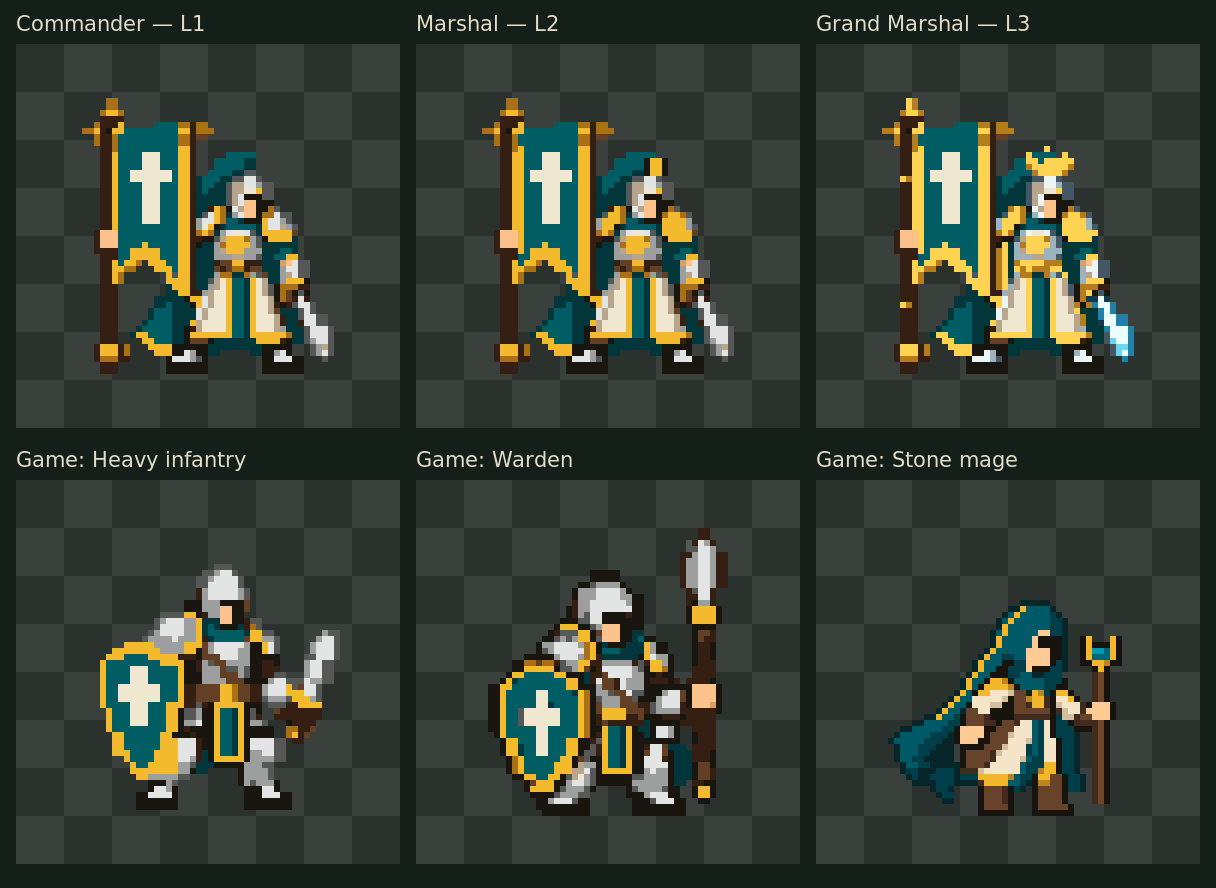 Commander — L1
Marshal — L2
Grand Marshal — L3
Game: Heavy infantry
Game: Warden
Game: Stone mage